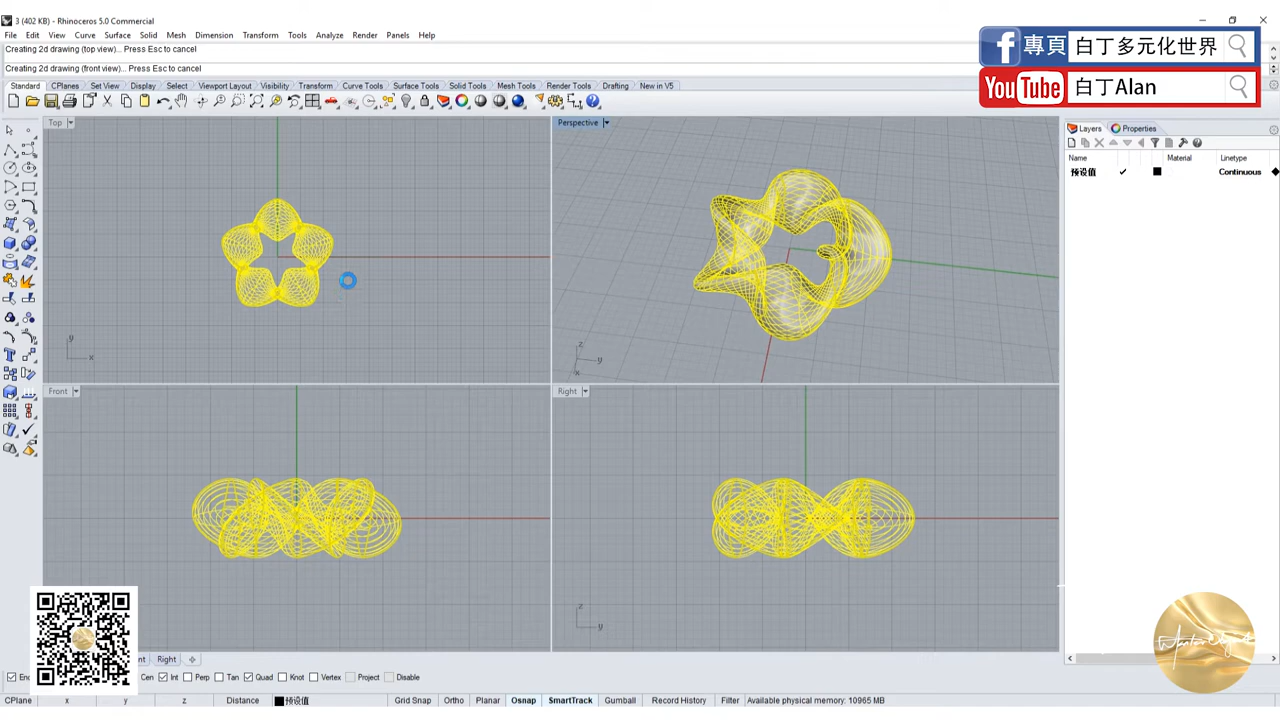 3 (402 KB) - Rhinoceros 5.0 Commercial
File Edit View Curve Surface Solid Mesh Dimension Transform Tools Analyze Render Panels Help
Creating 2d drawing (top view)... Press Esc to cancel
Creating 2d drawing (front view)... Press Esc to cancel
專頁 白丁多元化世界
YouTube 白丁Alan
Standard CPlanes Set View Display Select Viewport Layout Visibility Transform Curve Tools Surface Tools Solid Tools Mesh Tools Render Tools Drafting New in V5
Top
y
x
Perspective
z
y
x
Layers Properties
Name Material Linetype
预设值 Continuous
Front
Right
z
y
Right
Cen Int Perp Tan Quad Knot Vertex Project Disable
CPlane x y z Distance 预设值 Grid Snap Ortho Planar Osnap SmartTrack Gumball Record History Filter Available physical memory: 10965 MB